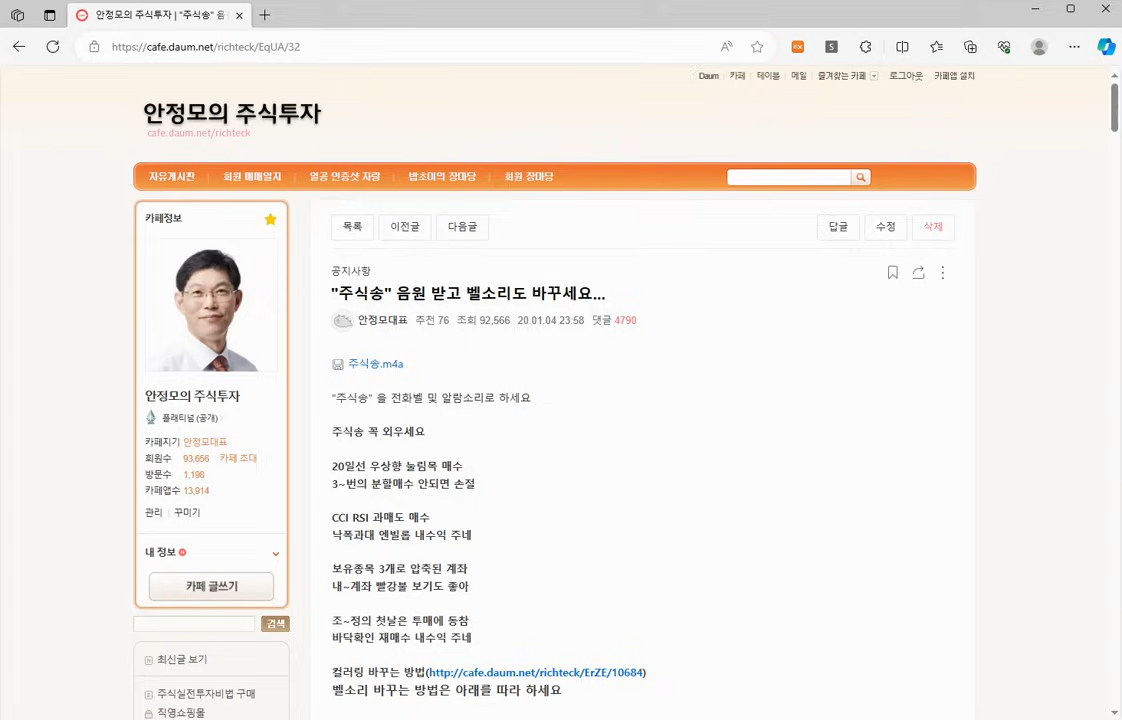 안정모의 주식투자 | "주식송" 음
https://cafe.daum.net/richteck/EqUA/32
Daum 카페 테이블 메일 즐겨찾는 카페 로그아웃 카페앱 설치
안정모의 주식투자
cafe.daum.net/richteck
자유게시판 회원 매매일지 열공 인증샷 자랑 밥초머의 장마당 회원 장마당
카페정보
목록 이전글 다음글 답글 수정 삭제
공지사항
"주식송" 음원 받고 벨소리도 바꾸세요...
안정모대표 추천 76 조회 92,566 20.01.04 23:58 댓글 4790
주식송.m4a
"주식송" 을 전화벨 및 알람소리로 하세요
주식송 꼭 외우세요
20일선 우상향 눌림목 매수
3~번의 분할매수 안되면 손절
CCI RSI 과매도 매수
낙폭과대 엔빌롭 내수익 주네
보유종목 3개로 압축된 계좌
내~계좌 빨강불 보기도 좋아
조~정의 첫날은 투매에 동참
바닥확인 재매수 내수익 주네
컬러링 바꾸는 방법(http://cafe.daum.net/richteck/ErZE/10684)
벨소리 바꾸는 방법은 아래를 따라 하세요
안정모의 주식투자
플래티넘 (공개)
카페지기 안정모대표
회원수 93,656 카페 초대
방문수 1,198
카페앱수 13,914
관리 꾸미기
내 정보
카페 글쓰기
검색
최신글 보기
주식실전투자비법 구매
직영쇼핑몰